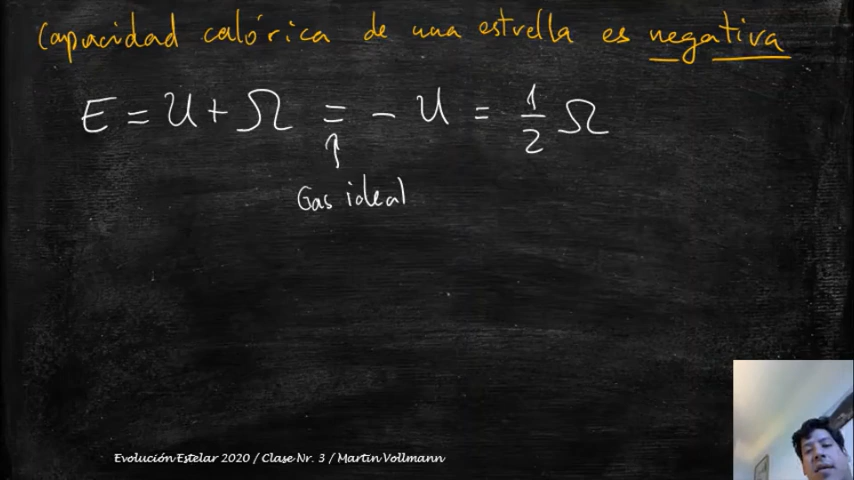 Capacidad calórica de una estrella es negativa
E = U + Ω = - U = 1/2 Ω
↑
Gas ideal
Evolución Estelar 2020 / Clase Nr. 3 / Martin Vollmann